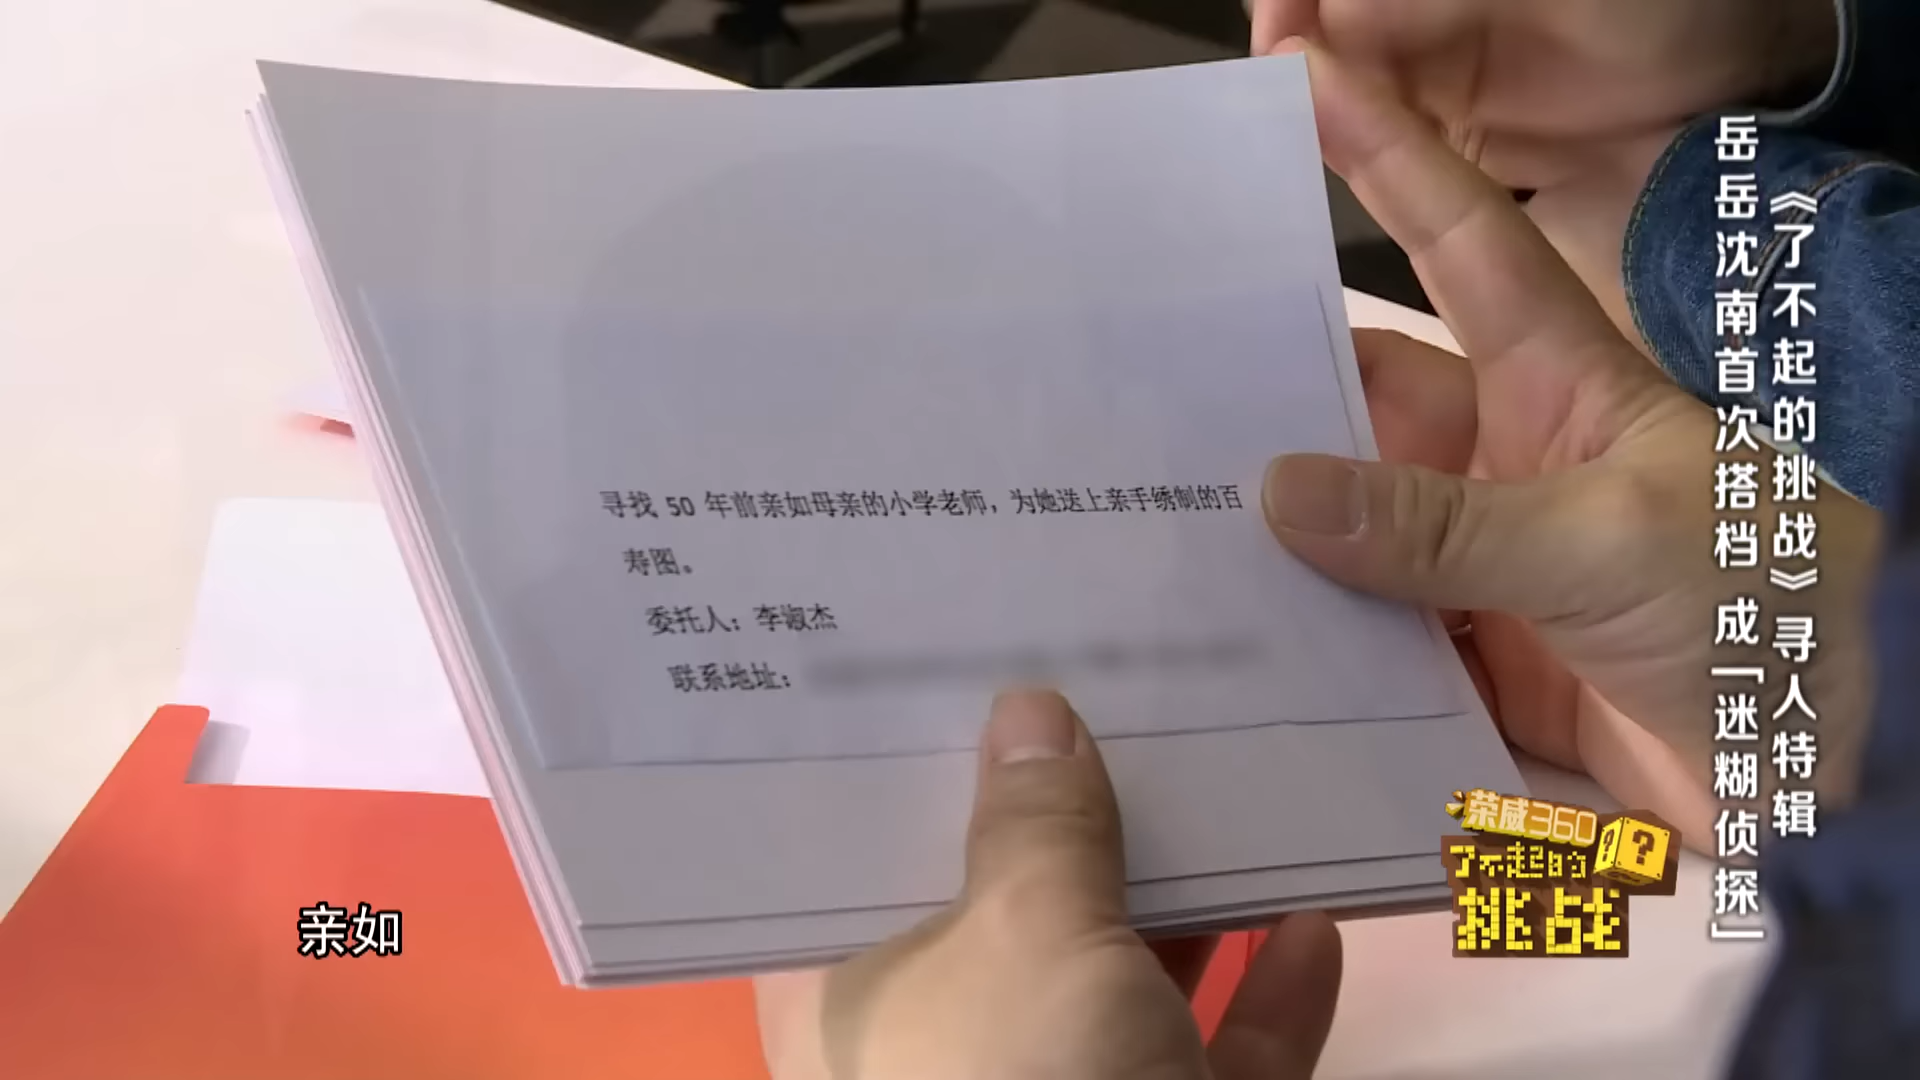 寻找 50 年前亲如母亲的小学老师，为她送上亲手绣制的百
寿图。
委托人：李淑杰
联系地址：
《了不起的挑战》寻人特辑
岳岳沈南首次搭档 成「迷糊侦探」
荣威360
了不起的
挑战
亲如